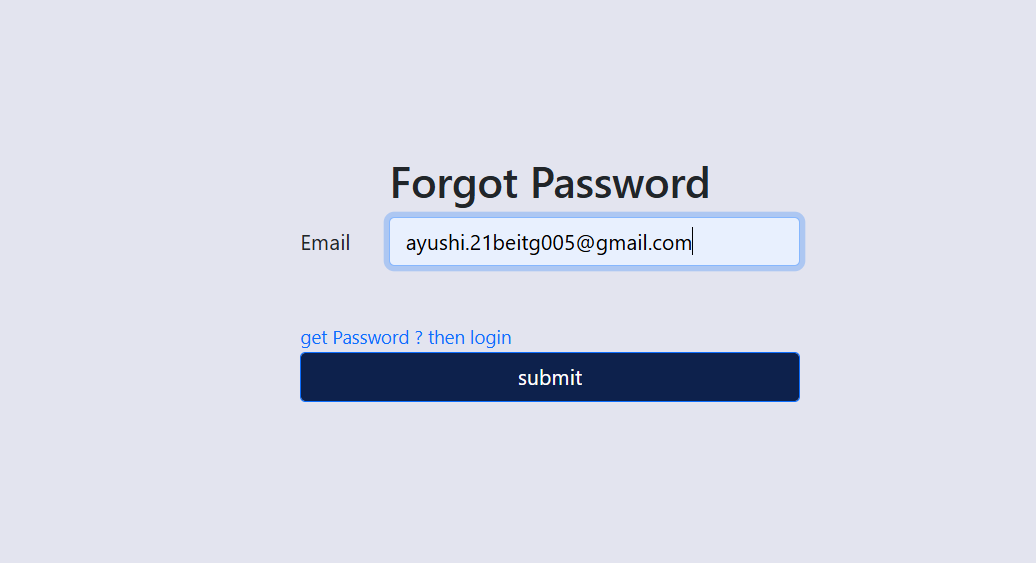 Forgot Password
Email
ayushi.21beitg005@gmail.com
get Password ? then login
submit